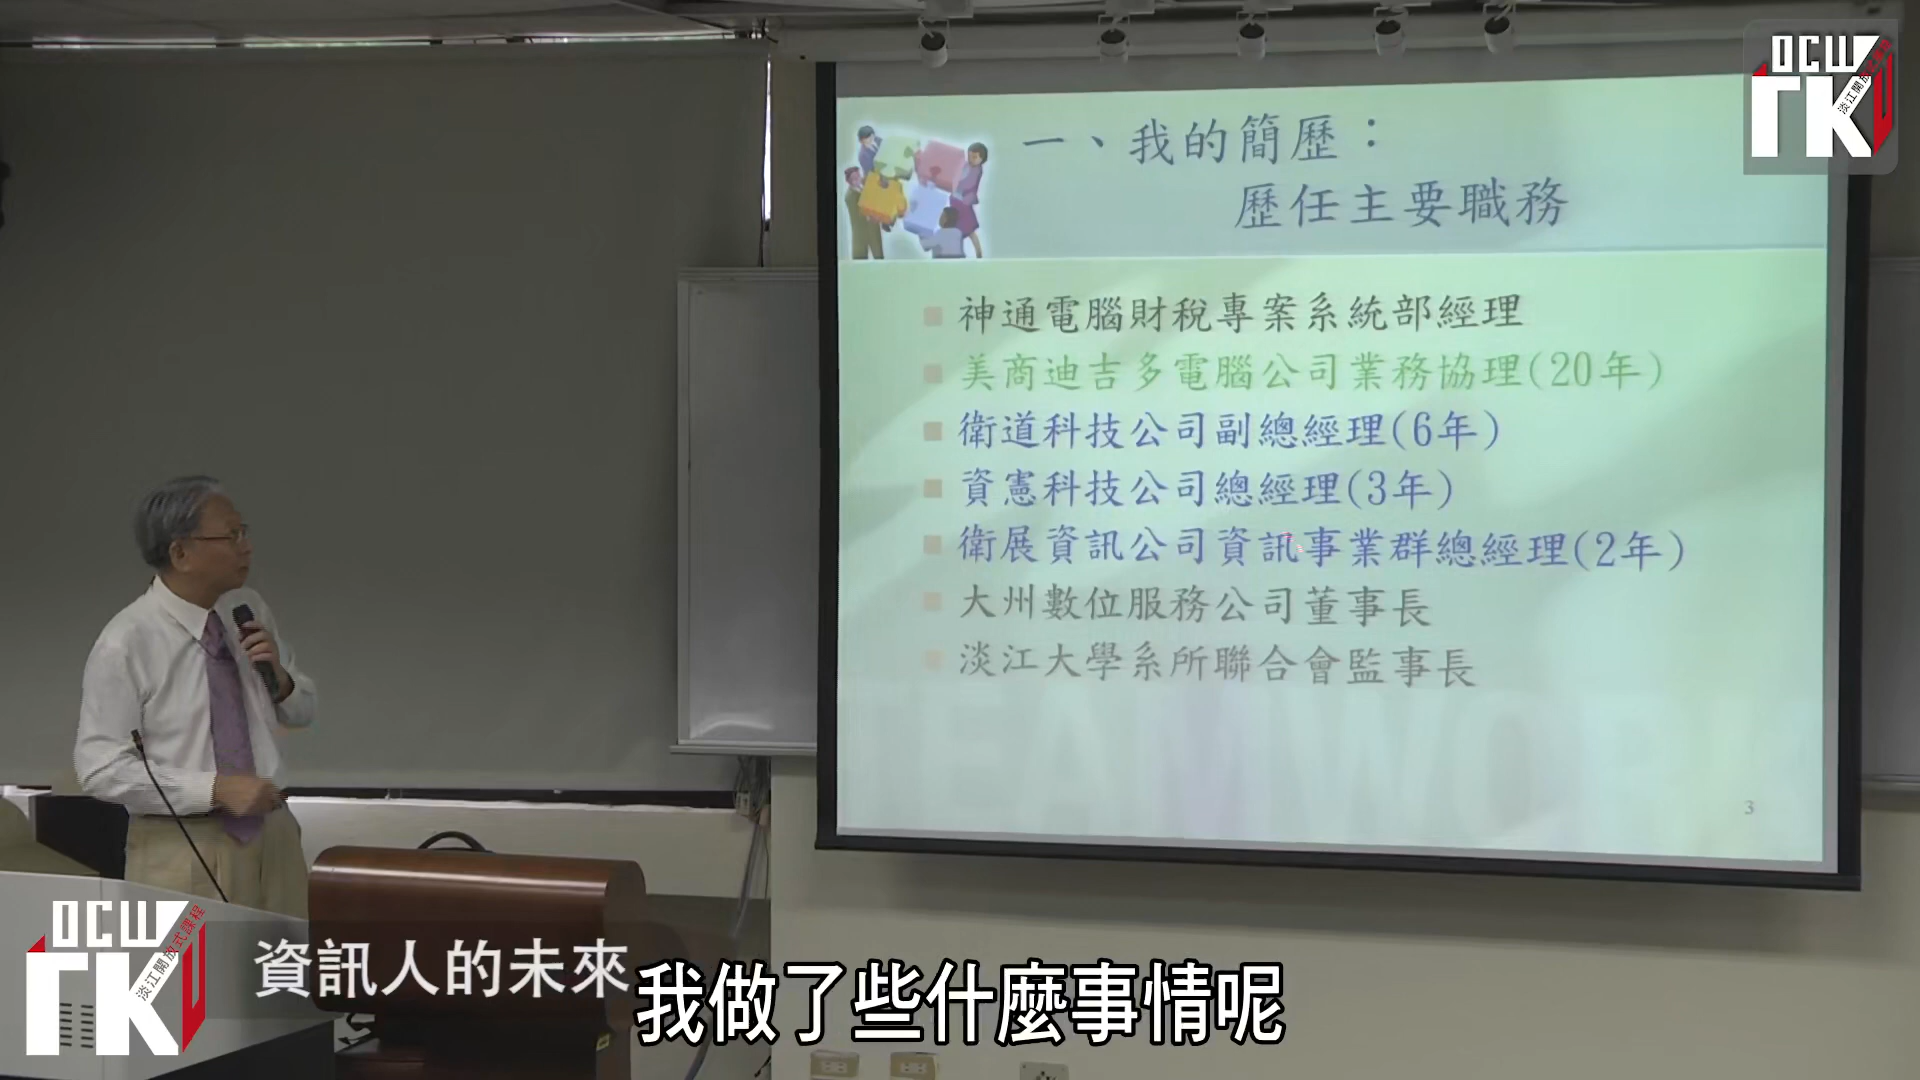 OCW
TKU
淡江開放式課程
一、我的簡歷：
歷任主要職務
神通電腦財稅專案系統部經理
美商迪吉多電腦公司業務協理(20年)
衛道科技公司副總經理(6年)
資憲科技公司總經理(3年)
衛展資訊公司資訊事業群總經理(2年)
大州數位服務公司董事長
淡江大學系所聯合會監事長
TEAMWORK
3
OCW
TKU
淡江開放式課程
資訊人的未來
我做了些什麼事情呢